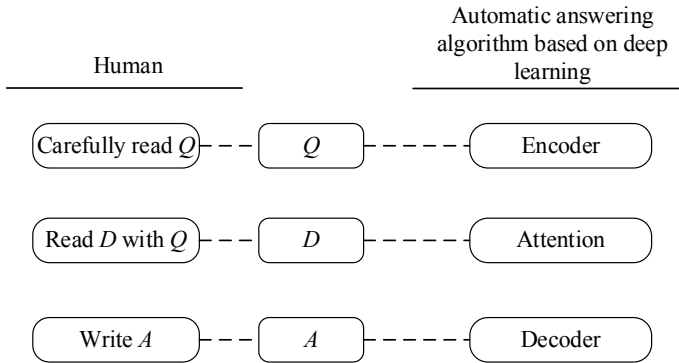 Human
Automatic answering
algorithm based on deep
learning
Carefully read Q
Q
Encoder
Read D with Q
D
Attention
Write A
A
Decoder